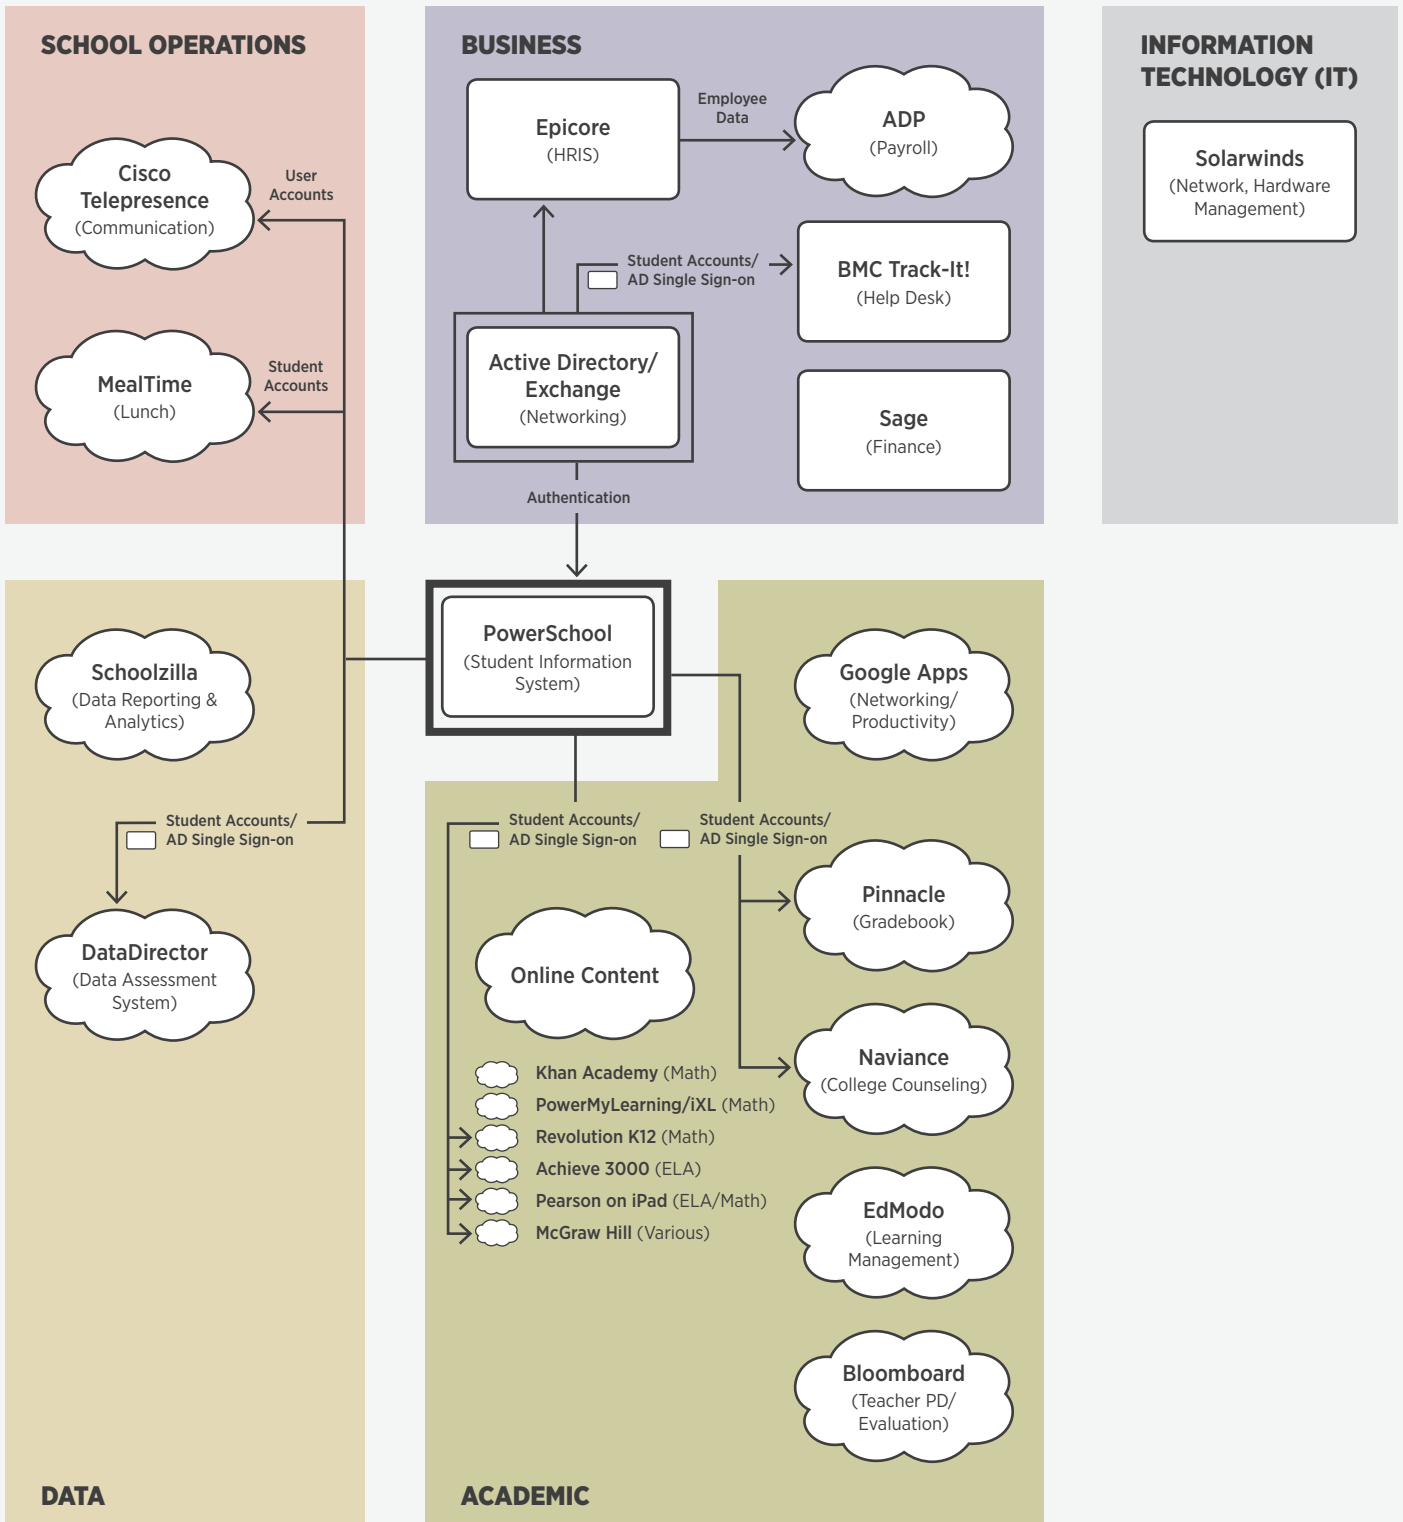 SCHOOL OPERATIONS
Cisco
Telepresence
(Communication)
User
Accounts
MealTime
(Lunch)
Student
Accounts
BUSINESS
Epicore
(HRIS)
Employee
Data
ADP
(Payroll)
Student Accounts/
AD Single Sign-on
BMC Track-It!
(Help Desk)
Active Directory/
Exchange
(Networking)
Sage
(Finance)
Authentication
INFORMATION
TECHNOLOGY (IT)
Solarwinds
(Network, Hardware
Management)
PowerSchool
(Student Information
System)
Schoolzilla
(Data Reporting &
Analytics)
Student Accounts/
AD Single Sign-on
DataDirector
(Data Assessment
System)
DATA
Google Apps
(Networking/
Productivity)
Student Accounts/
AD Single Sign-on
Student Accounts/
AD Single Sign-on
Pinnacle
(Gradebook)
Online Content
Khan Academy (Math)
PowerMyLearning/iXL (Math)
Revolution K12 (Math)
Achieve 3000 (ELA)
Pearson on iPad (ELA/Math)
McGraw Hill (Various)
Naviance
(College Counseling)
EdModo
(Learning
Management)
Bloomboard
(Teacher PD/
Evaluation)
ACADEMIC